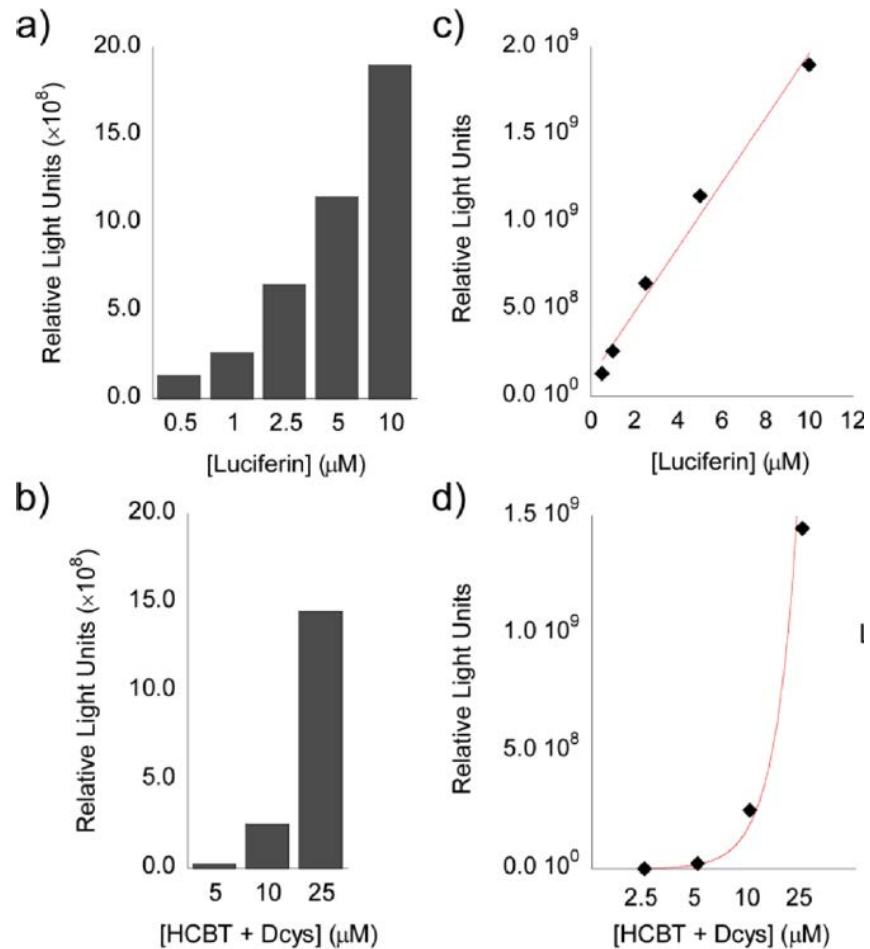 a)
Relative Light Units (×10⁸)
20.0
15.0
10.0
5.0
0.0
0.5 1 2.5 5 10
[Luciferin] (μM)
c)
Relative Light Units
2.0 10⁹
1.5 10⁹
1.0 10⁹
5.0 10⁸
0.0 10⁰
0 2 4 6 8 10 12
[Luciferin] (μM)
b)
Relative Light Units (×10⁸)
20.0
15.0
10.0
5.0
0.0
5 10 25
[HCBT + Dcys] (μM)
d)
Relative Light Units
1.5 10⁹
1.0 10⁹
5.0 10⁸
0.0 10⁰
2.5 5 10 25
[HCBT + Dcys] (μM)